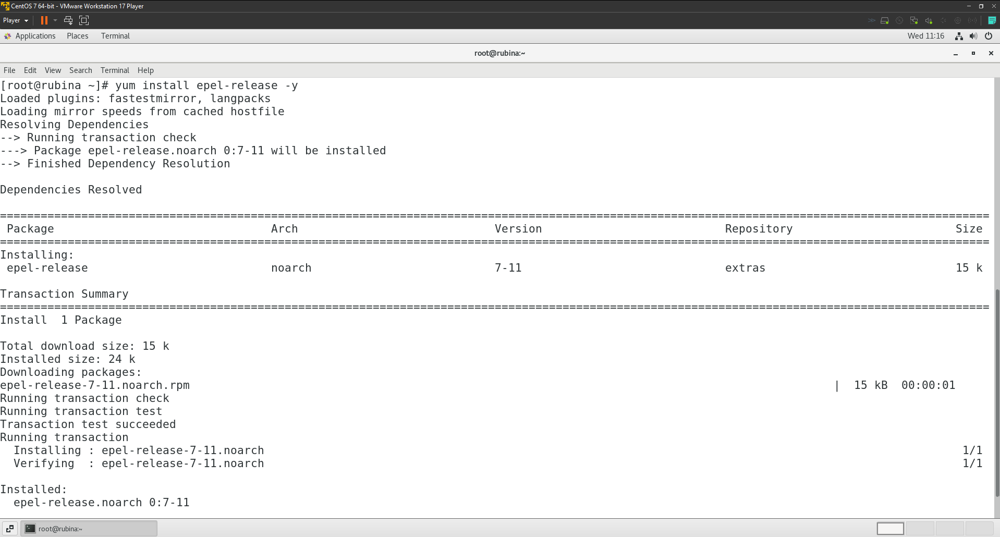 CentOS 7 64-bit - VMware Workstation 17 Player
Player
Applications Places Terminal Wed 11:16
root@rubina:~
File Edit View Search Terminal Help
[root@rubina ~]# yum install epel-release -y
Loaded plugins: fastestmirror, langpacks
Loading mirror speeds from cached hostfile
Resolving Dependencies
--> Running transaction check
---> Package epel-release.noarch 0:7-11 will be installed
--> Finished Dependency Resolution
Dependencies Resolved
================================================================================
Package Arch Version Repository Size
================================================================================
Installing:
epel-release noarch 7-11 extras 15 k
Transaction Summary
================================================================================
Install  1 Package
Total download size: 15 k
Installed size: 24 k
Downloading packages:
epel-release-7-11.noarch.rpm | 15 kB 00:00:01
Running transaction check
Running transaction test
Transaction test succeeded
Running transaction
Installing : epel-release-7-11.noarch 1/1
Verifying  : epel-release-7-11.noarch 1/1
Installed:
epel-release.noarch 0:7-11
root@rubina:~